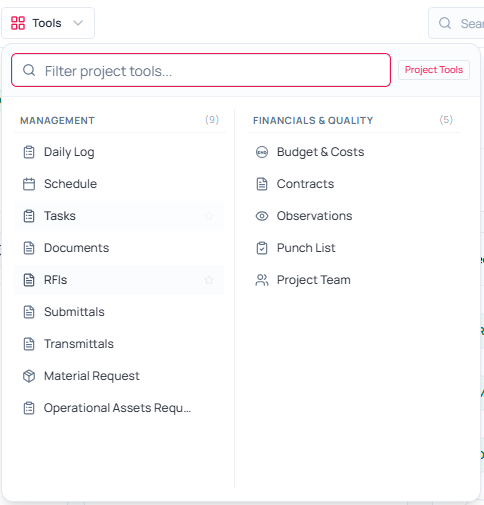 Tools
Sear
Filter project tools...
Project Tools
MANAGEMENT (9)
Daily Log
Schedule
Tasks
Documents
RFIs
Submittals
Transmittals
Material Request
Operational Assets Requ...
FINANCIALS & QUALITY (5)
Budget & Costs
Contracts
Observations
Punch List
Project Team